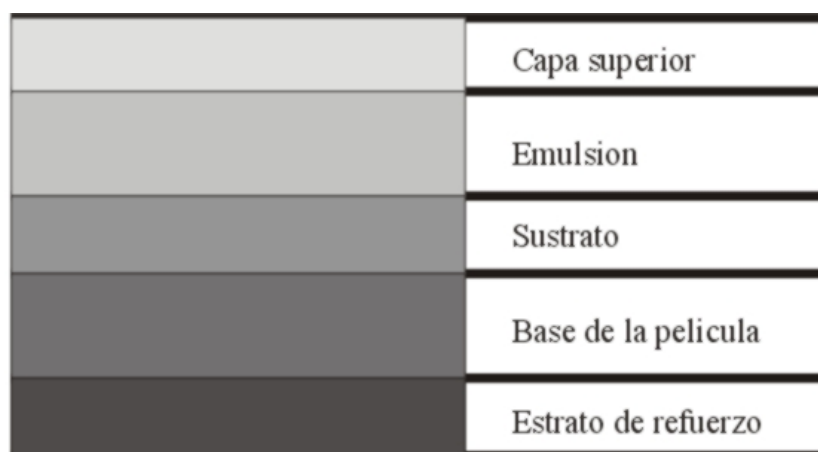 Capa superior
Emulsion
Sustrato
Base de la pelicula
Estrato de refuerzo